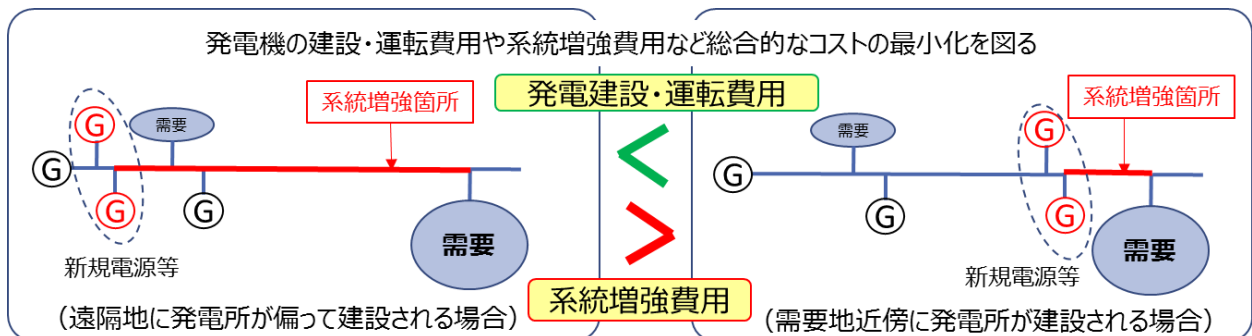 発電機の建設・運転費用や系統増強費用など総合的なコストの最小化を図る
系統増強箇所
発電建設・運転費用
系統増強箇所
G
需要
G
G
G
需要
G
新規電源等
(遠隔地に発電所が偏って建設される場合)
<
>
系統増強費用
需要
G
G
G
G
需要
新規電源等
(需要地近傍に発電所が建設される場合)